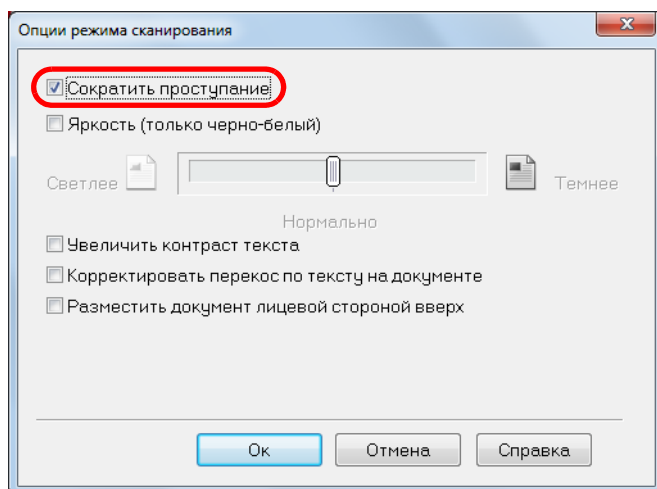 Опции режима сканирования
Сократить проступание
Яркость (только черно-белый)
Светлее Темнее
Нормально
Увеличить контраст текста
Корректировать перекос по тексту на документе
Разместить документ лицевой стороной вверх
Ок Отмена Справка